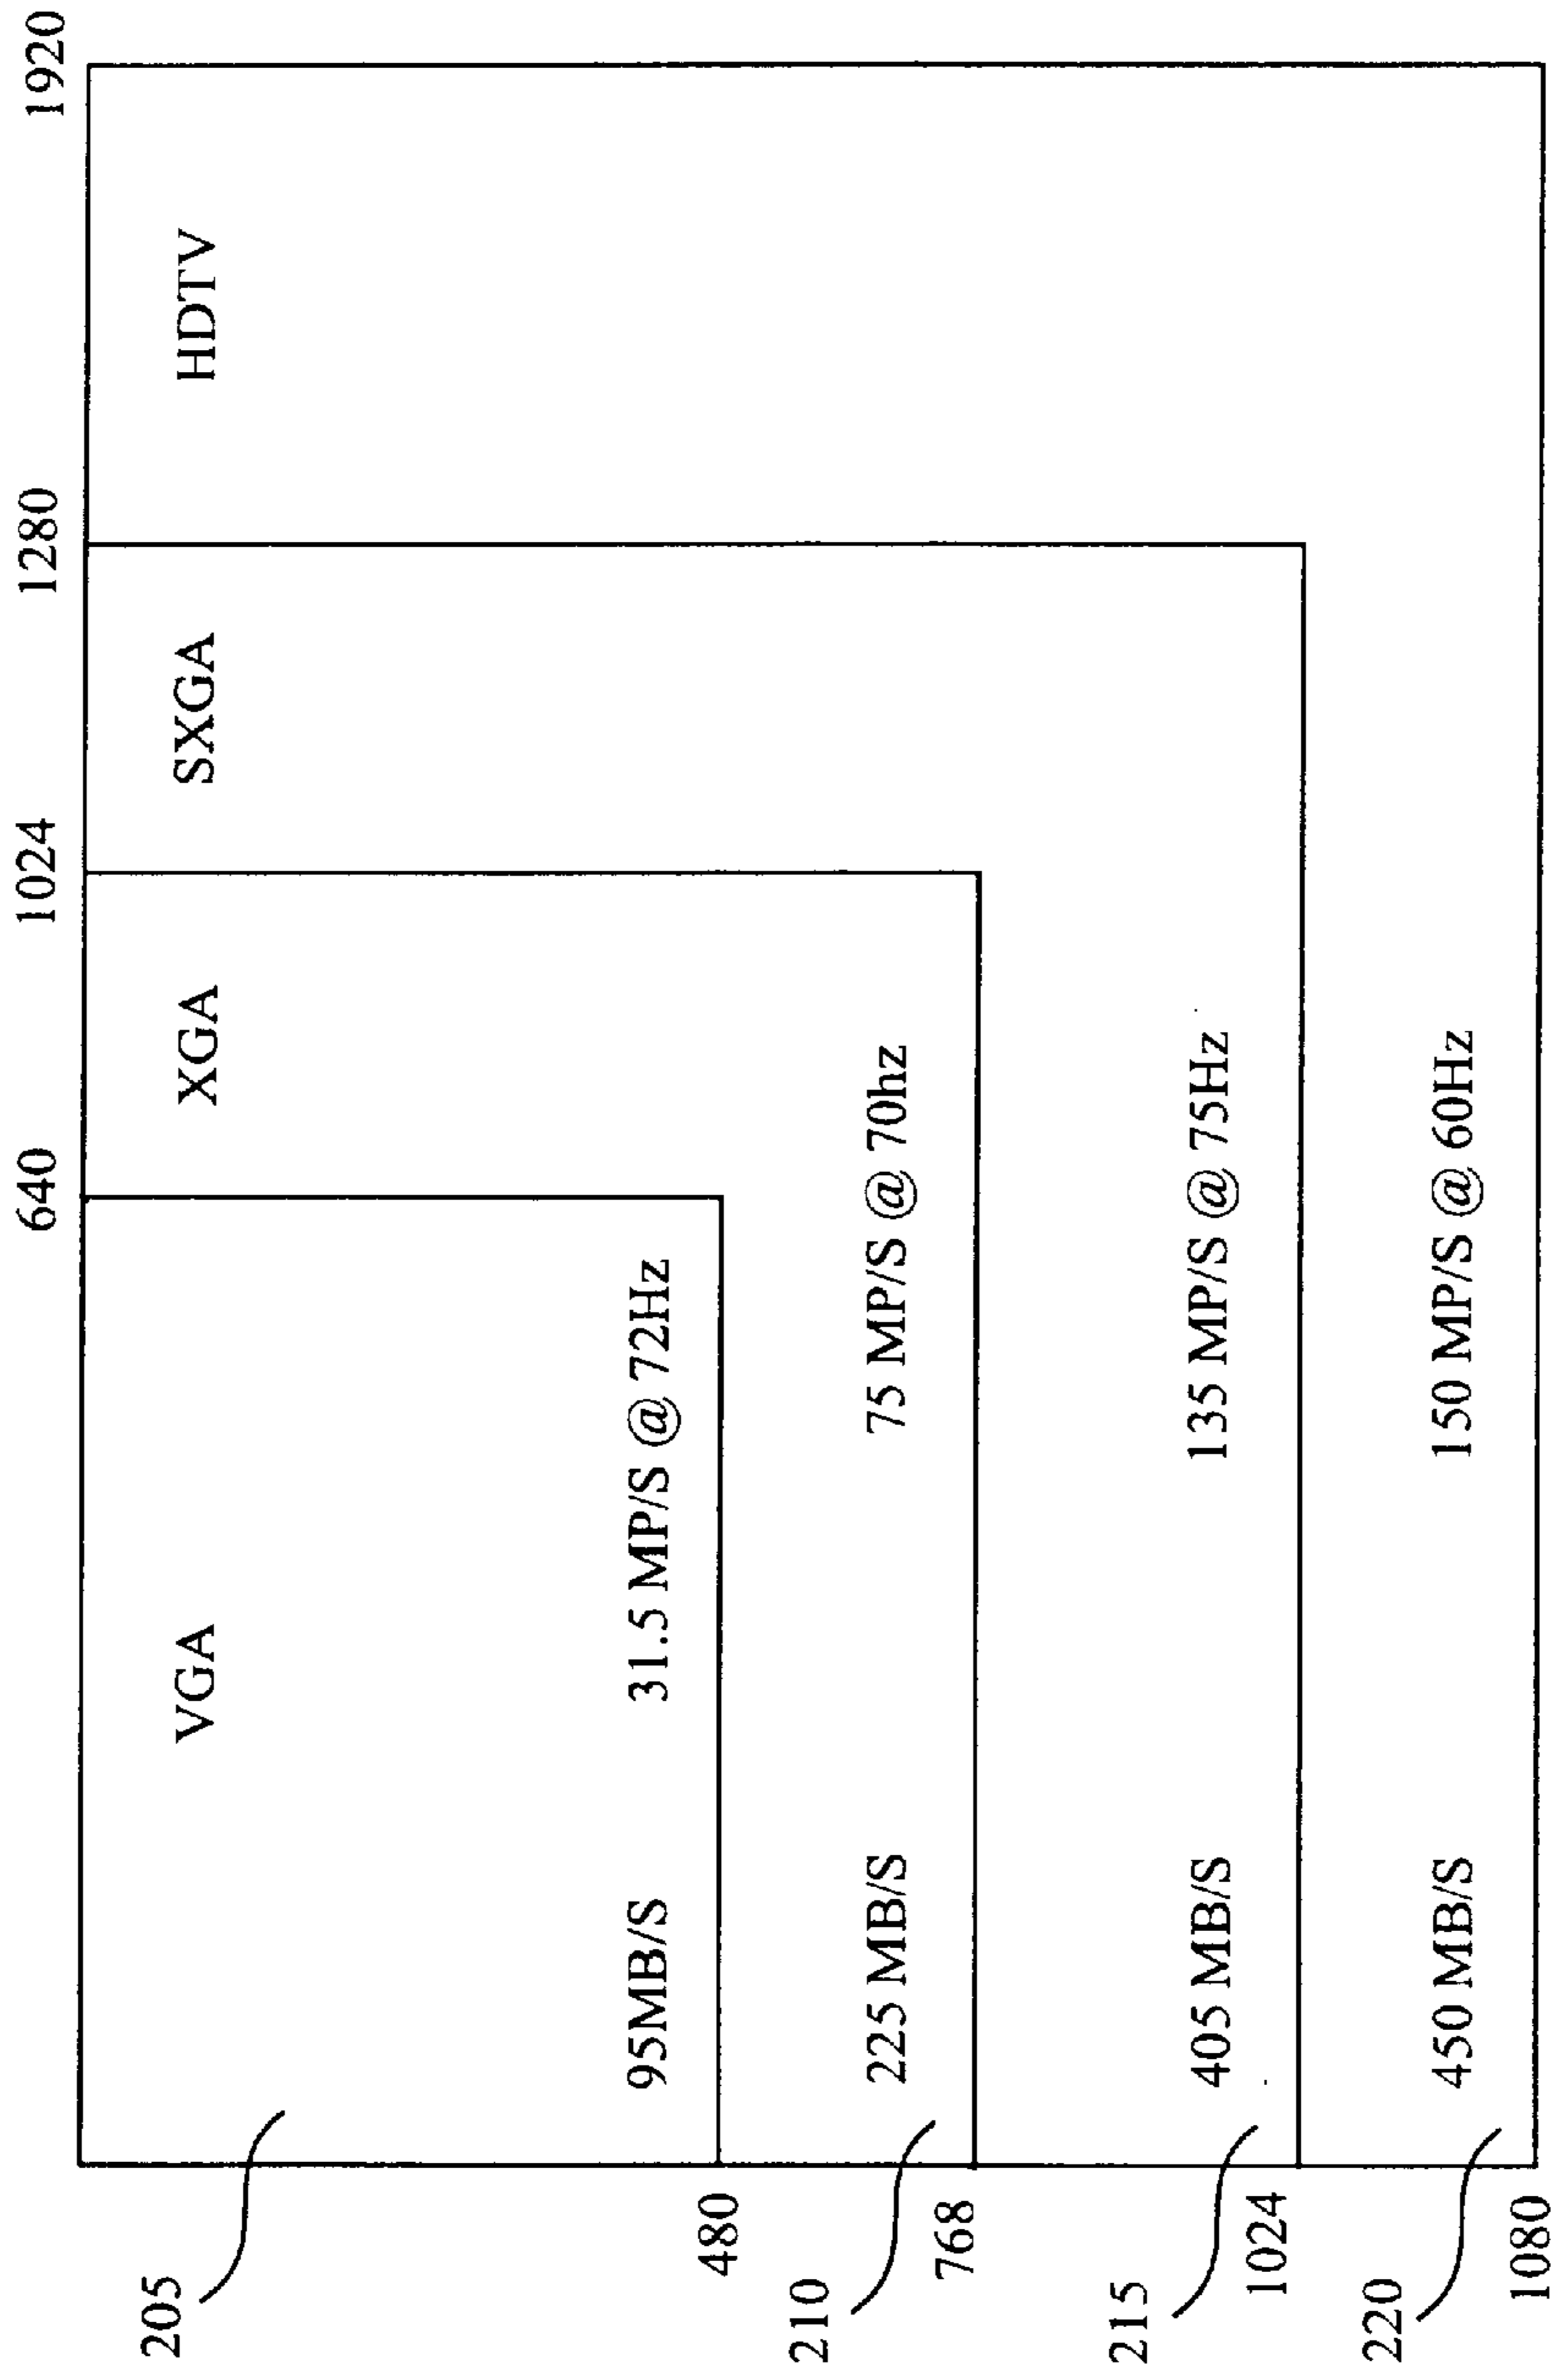 640
1024
1280
1920
VGA
XGA
SXGA
HDTV
205
95MB/S
31.5 MP/S @ 72Hz
480
210
225 MB/S
75 MP/S @ 70hz
768
215
405 MB/S
135 MP/S @ 75Hz
1024
220
450 MB/S
150 MP/S @ 60Hz
1080